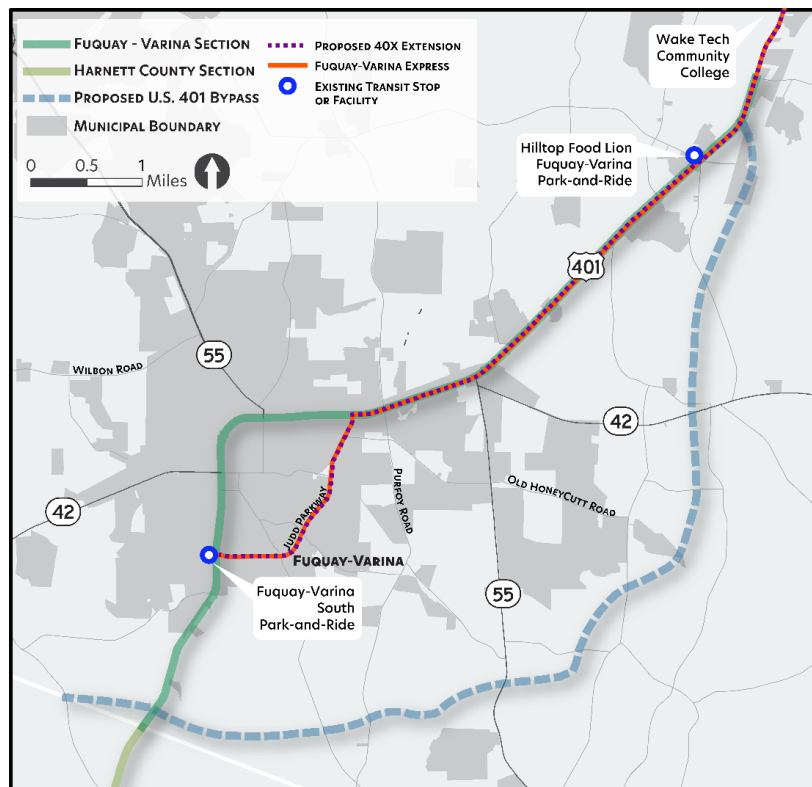 Fuquay - Varina Section
Harnett County Section
Proposed U.S. 401 Bypass
Municipal Boundary
Proposed 40X Extension
Fuquay-Varina Express
Existing Transit Stop
or Facility
0 0.5 1
Miles
Wake Tech
Community
College
Hilltop Food Lion
Fuquay-Varina
Park-and-Ride
401
55
Wilbon Road
42
Old HoneyCutt Road
Purfoy Road
Judd Parkway
42
Fuquay-Varina
Fuquay-Varina
South
Park-and-Ride
55